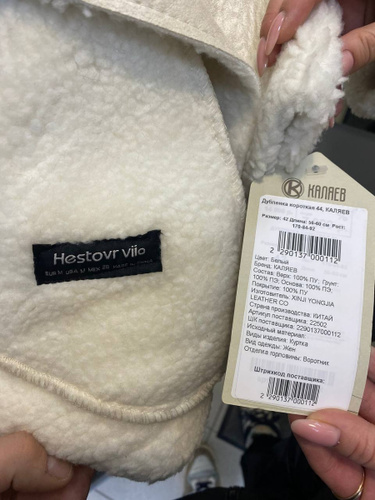 Hestovr viio
КАЛЯЕВ
Дубленка короткая 44, КАЛЯЕВ
Размер: 42 Длина: 56-60 см Рост:
170-84-92
2 290137 000112
Цвет: Белый
Бренд: КАЛЯЕВ
Состав: Верх: 100% ПУ; Грунт:
100% ПЭ; Основа: 100% ПЭ;
Покрытие: 100% ПУ
Изготовитель: XINJI YONGJIA
LEATHER CO
Страна производства: КИТАЙ
Артикул поставщика: 22502
ШК поставщика: 2290137000112
Исходный материал:
Вид изделия: Куртка
Вид одежды: Жен
Отделка горловины: Воротник
Штрихкод поставщика:
2 290137 000112